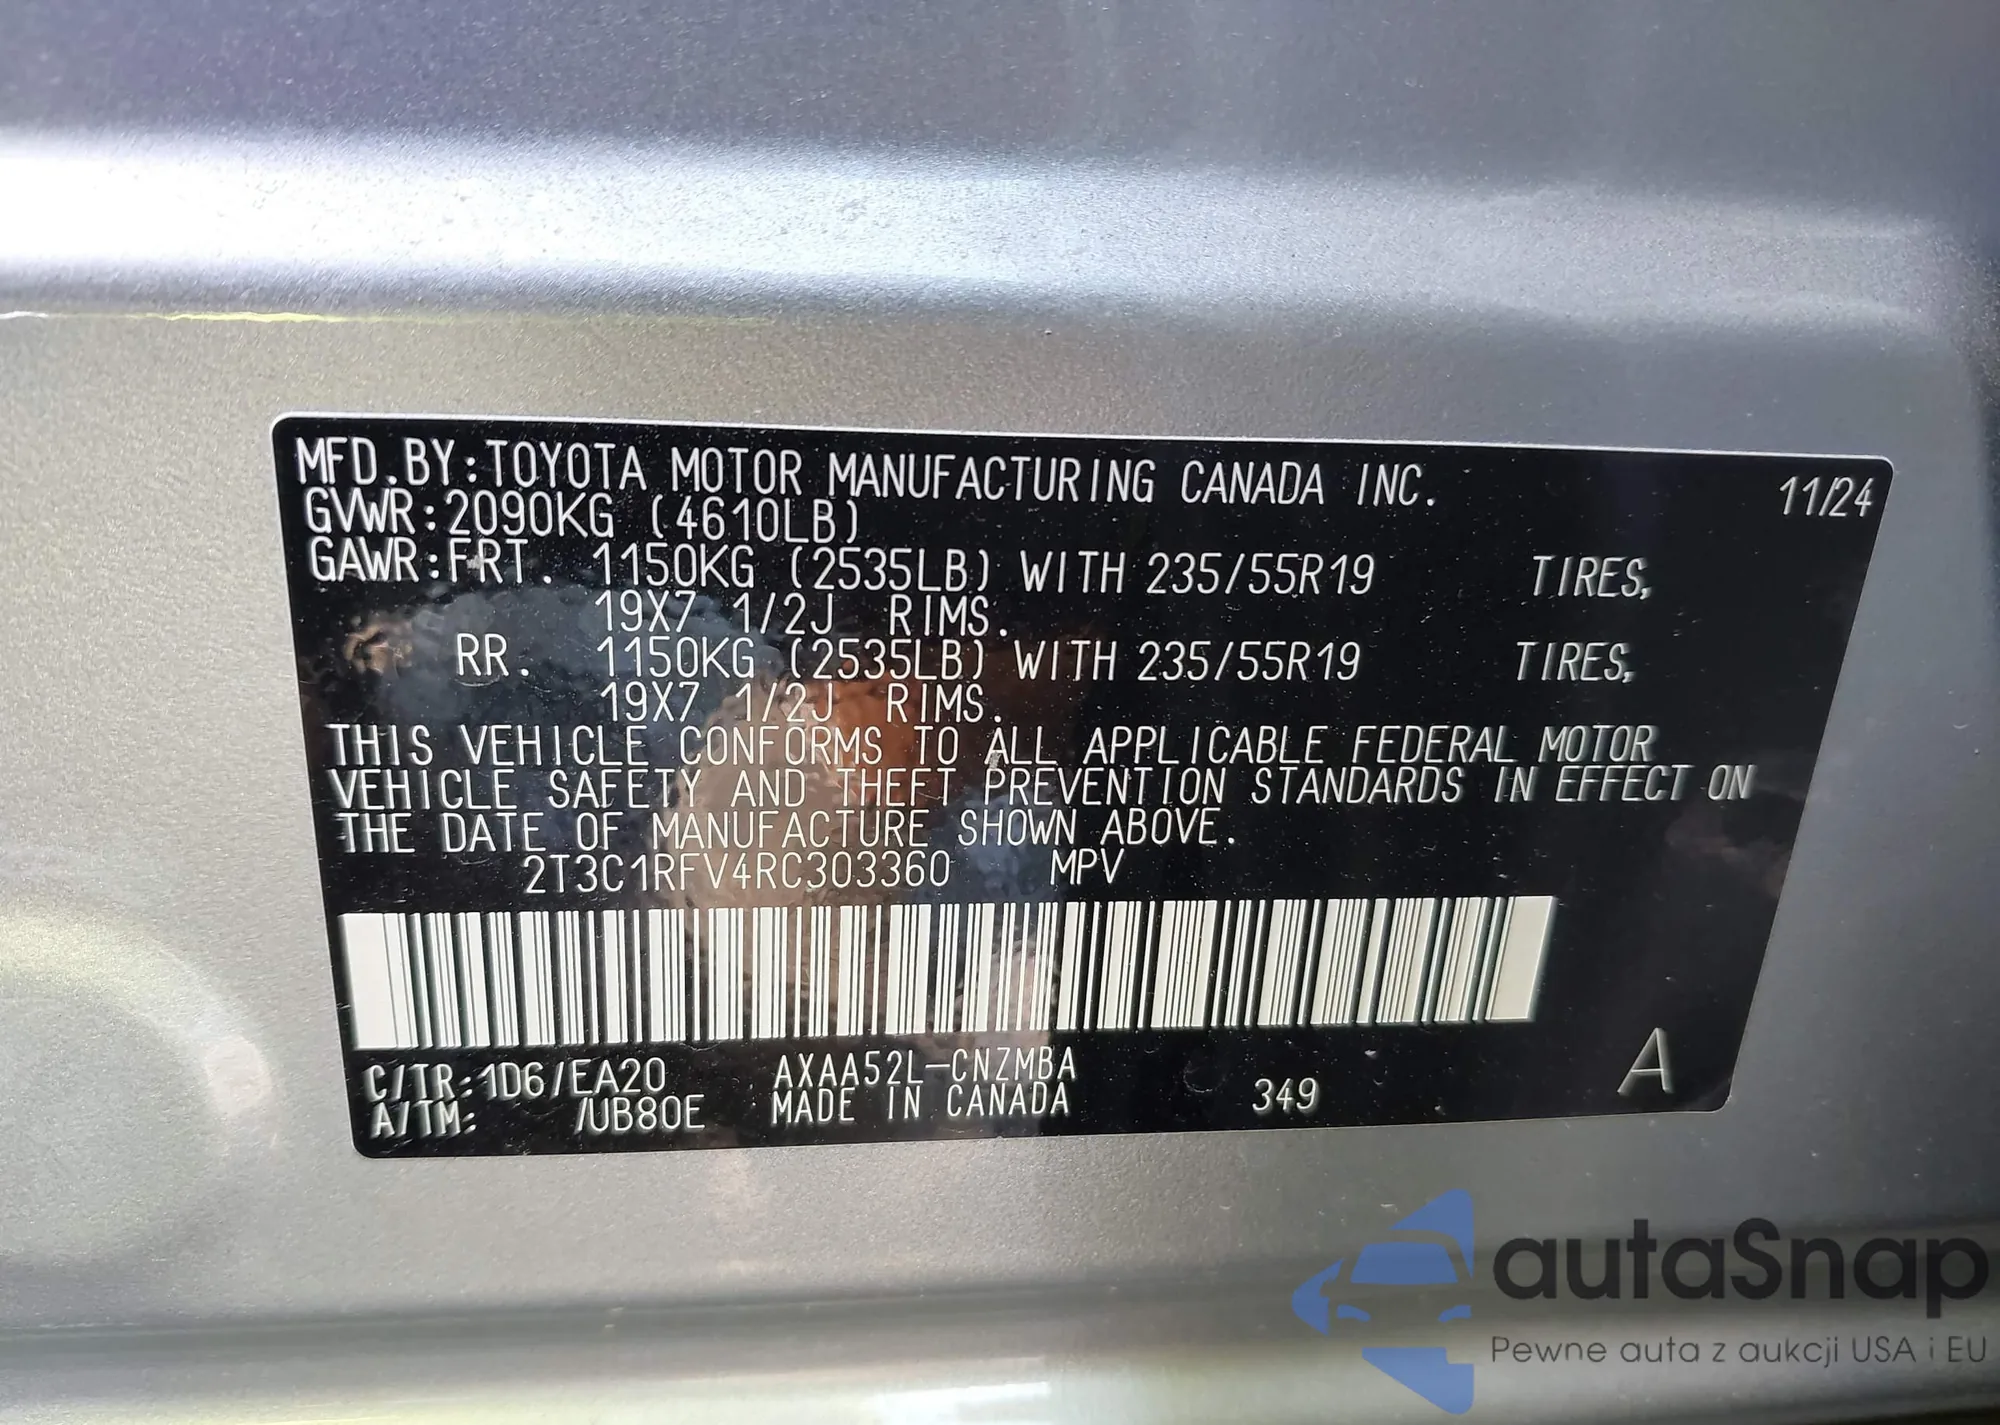 MFD.BY:TOYOTA MOTOR MANUFACTURING CANADA INC. 11/24
GVWR:2090KG (4610LB)
GAWR:FRT. 1150KG (2535LB) WITH 235/55R19 TIRES,
19X7 1/2J RIMS.
RR. 1150KG (2535LB) WITH 235/55R19 TIRES,
19X7 1/2J RIMS.
THIS VEHICLE CONFORMS TO ALL APPLICABLE FEDERAL MOTOR
VEHICLE SAFETY AND THEFT PREVENTION STANDARDS IN EFFECT ON
THE DATE OF MANUFACTURE SHOWN ABOVE.
2T3C1RFV4RC303360 MPV
C/TR:1D6/EA20 AXAA52L-CNZMBA
A/TM: /UB80E MADE IN CANADA 349 A
autaSnap
Pewne auta z aukcji USA i EU